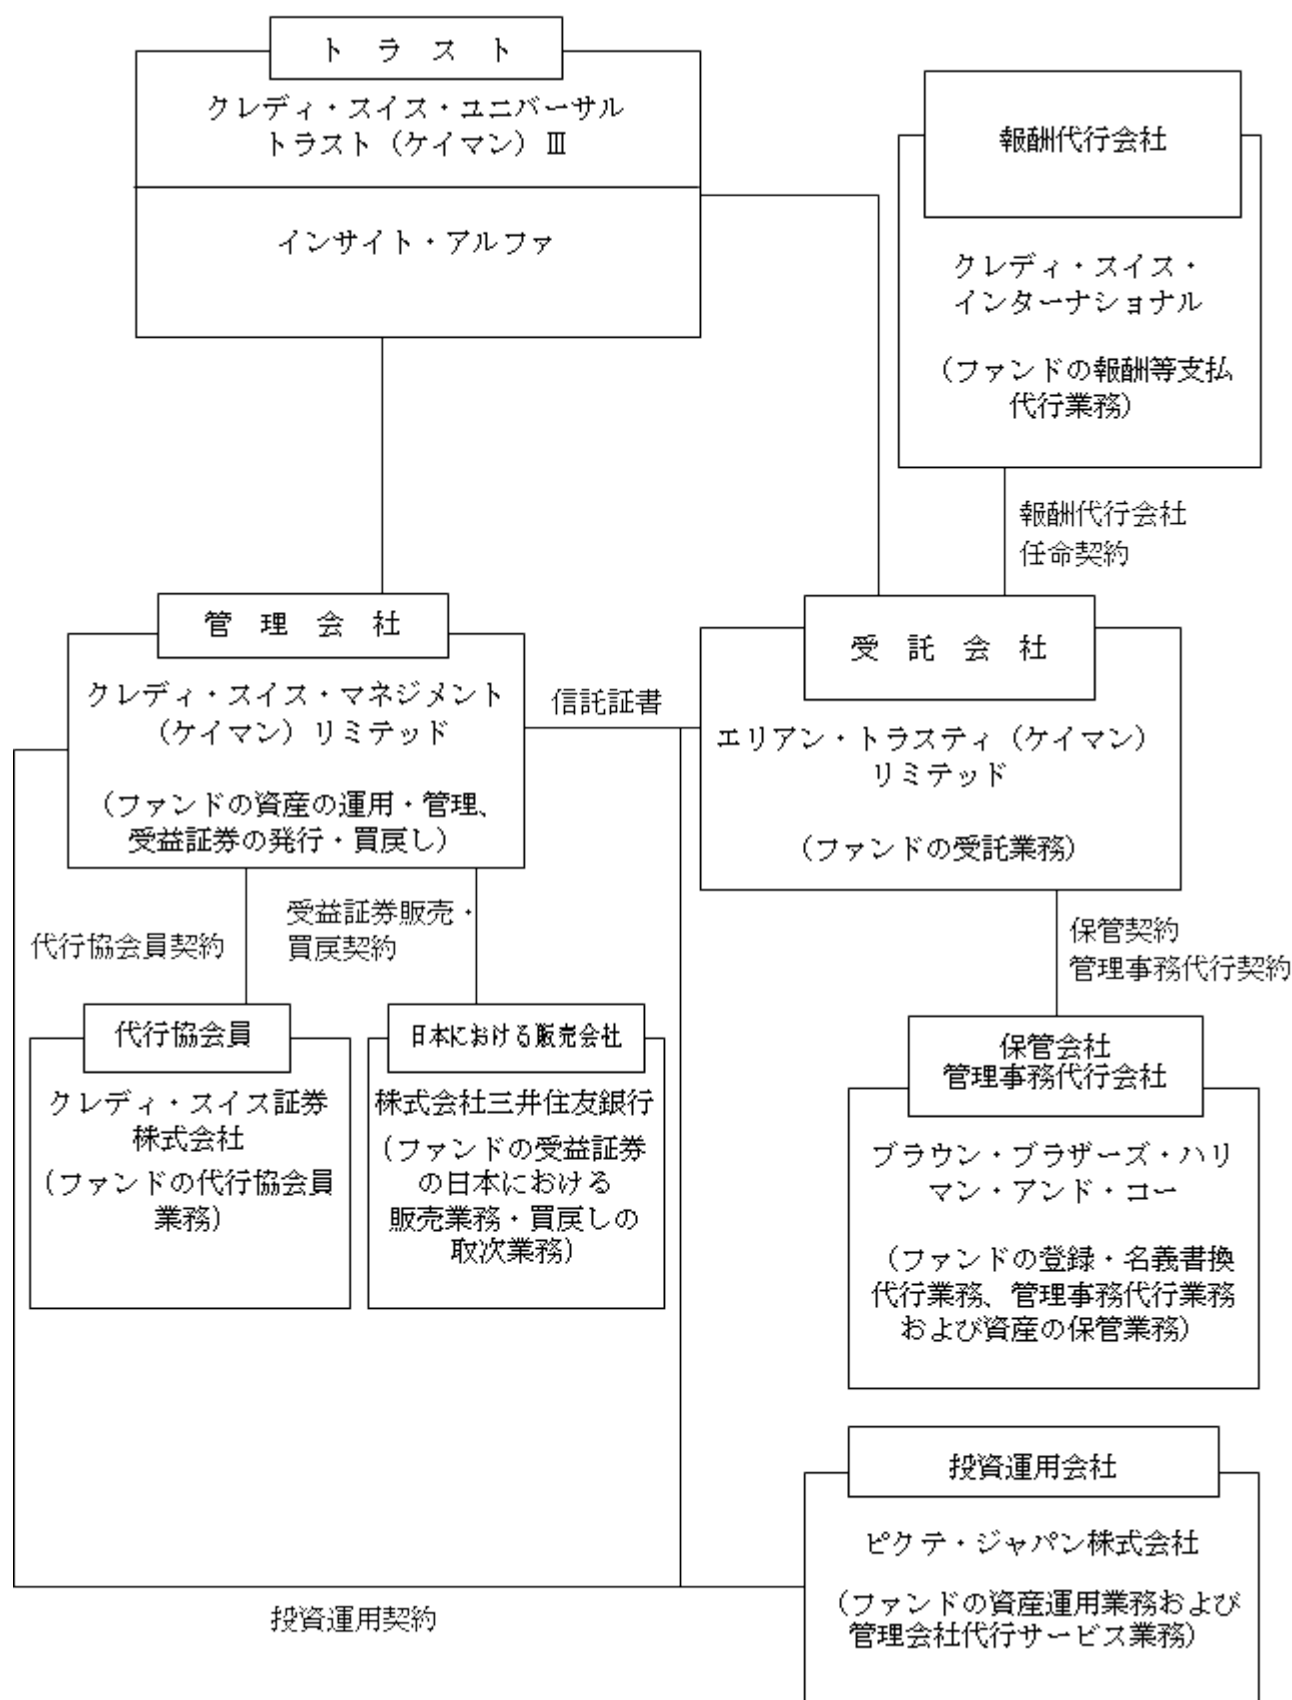 トラスト
クレディ・スイス・ユニバーサル
トラスト（ケイマン）Ⅲ
インサイト・アルファ
報酬代行会社
クレディ・スイス・
インターナショナル
（ファンドの報酬等支払
代行業務）
報酬代行会社
任命契約
管理会社
クレディ・スイス・マネジメント
（ケイマン）リミテッド
（ファンドの資産の運用・管理、
受益証券の発行・買戻し）
信託証書
受託会社
エリアン・トラスティ（ケイマン）
リミテッド
（ファンドの受託業務）
代行協会員契約
受益証券販売・
買戻契約
保管契約
管理事務代行契約
代行協会員
クレディ・スイス証券
株式会社
（ファンドの代行協会員
業務）
日本における販売会社
株式会社三井住友銀行
（ファンドの受益証券
の日本における
販売業務・買戻しの
取次業務）
保管会社
管理事務代行会社
ブラウン・ブラザーズ・ハリ
マン・アンド・コー
（ファンドの登録・名義書換
代行業務、管理事務代行業務
および資産の保管業務）
投資運用会社
ピクテ・ジャパン株式会社
（ファンドの資産運用業務および
管理会社代行サービス業務）
投資運用契約